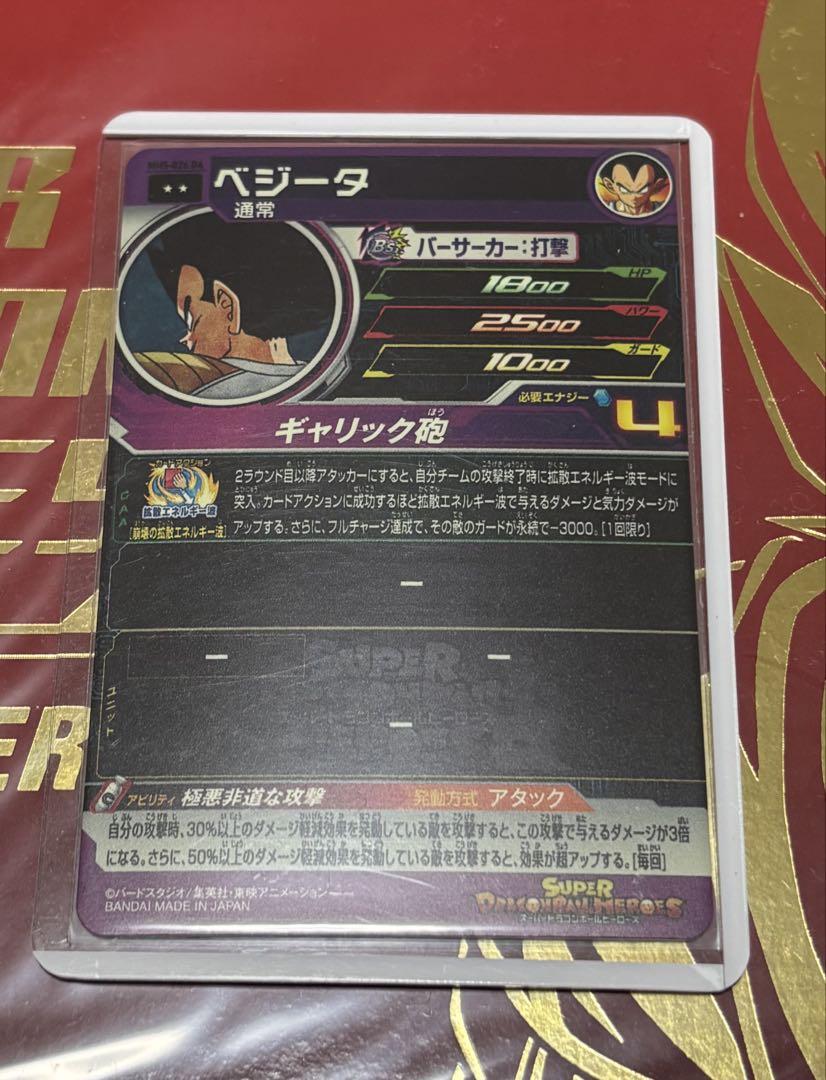 MM5-026 DA
★★
ベジータ
通常
Bs
バーサーカー：打撃
HP
1800
パワー
2500
ガード
1000
必要エナジー
4
ギャリック砲
ほう
CAA
カードアクション
拡散エネルギー波
[崩壊の拡散エネルギー波]
2ラウンド目以降アタッカーにすると、自分チームの攻撃終了時に拡散エネルギー波モードに
突入。カードアクションに成功するほど拡散エネルギー波で与えるダメージと気力ダメージが
アップする。さらに、フルチャージ達成で、その敵のガードが永続で－3000。[1回限り]
－
－ －
ユニット
－
アビリティ 極悪非道な攻撃
発動方式 アタック
自分の攻撃時、30%以上のダメージ軽減効果を発動している敵を攻撃すると、この攻撃で与えるダメージが3倍
になる。さらに、50%以上のダメージ軽減効果を発動している敵を攻撃すると、効果が超アップする。[毎回]
©バードスタジオ／集英社・東映アニメーション
BANDAI MADE IN JAPAN
SUPER
DRAGONBALL HEROES
スーパードラゴンボールヒーローズ